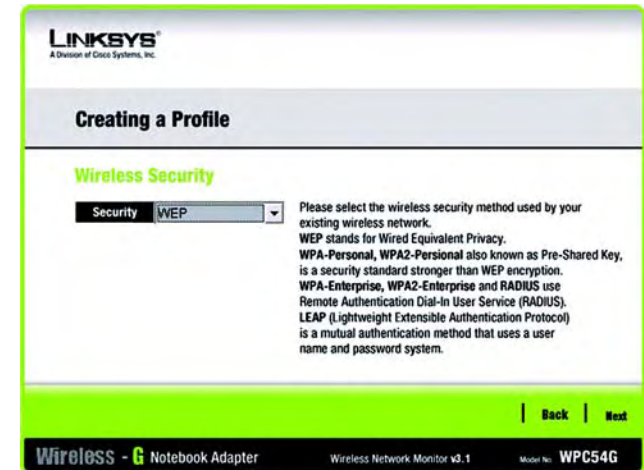 LINKSYS®
A Division of Cisco Systems, Inc.
Creating a Profile
Wireless Security
Security WEP
Please select the wireless security method used by your
existing wireless network.
WEP stands for Wired Equivalent Privacy.
WPA-Personal, WPA2-Persional also known as Pre-Shared Key,
is a security standard stronger than WEP encryption.
WPA-Enterprise, WPA2-Enterprise and RADIUS use
Remote Authentication Dial-In User Service (RADIUS).
LEAP (Lightweight Extensible Authentication Protocol)
is a mutual authentication method that uses a user
name and password system.
Back Next
Wireless - G Notebook Adapter Wireless Network Monitor v3.1 Model No. WPC54G